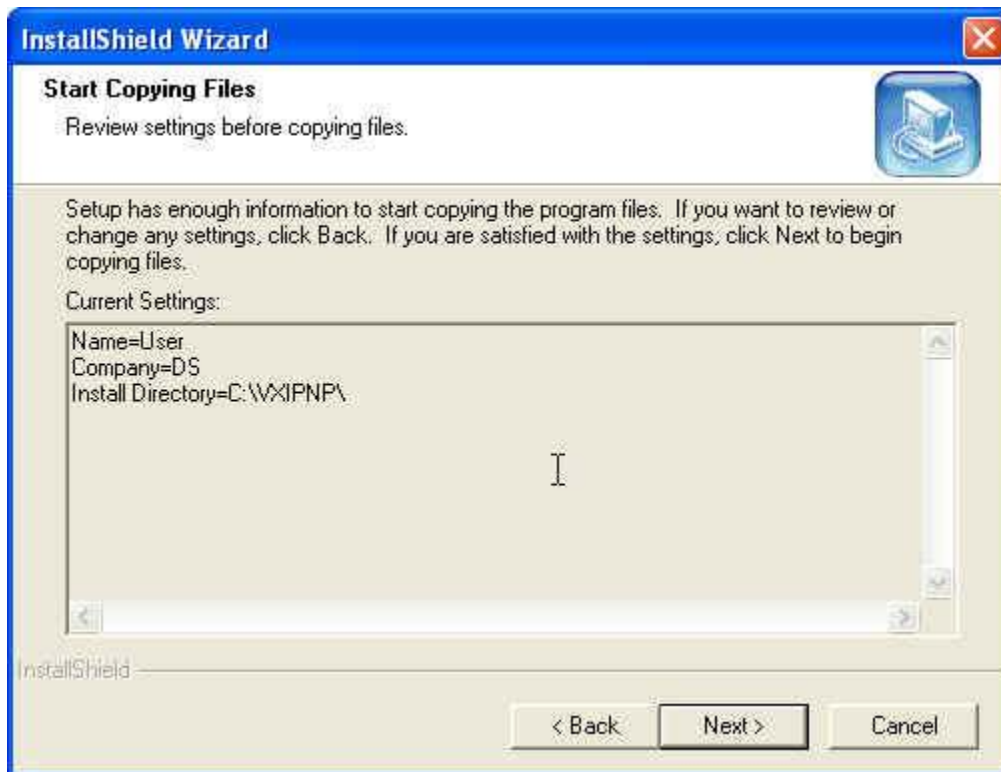 InstallShield Wizard
Start Copying Files
Review settings before copying files.
Setup has enough information to start copying the program files.  If you want to review or
change any settings, click Back.  If you are satisfied with the settings, click Next to begin
copying files.
Current Settings:
Name=User
Company=DS
Install Directory=C:\VXIPNP\
InstallShield
< Back Next > Cancel